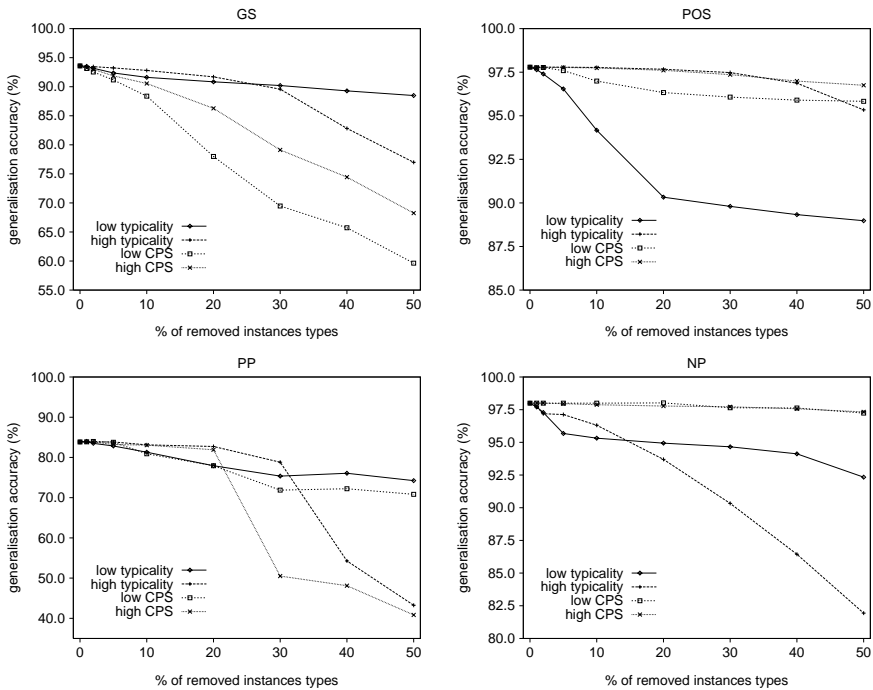 GS
100.0
95.0
90.0
85.0
80.0
75.0
70.0
65.0
60.0
55.0
generalisation accuracy (%)
low typicality
high typicality
low CPS
high CPS
0 10 20 30 40 50
% of removed instances types
POS
100.0
97.5
95.0
92.5
90.0
87.5
85.0
generalisation accuracy (%)
low typicality
high typicality
low CPS
high CPS
0 10 20 30 40 50
% of removed instances types
PP
100.0
90.0
80.0
70.0
60.0
50.0
40.0
generalisation accuracy (%)
low typicality
high typicality
low CPS
high CPS
0 10 20 30 40 50
% of removed instances types
NP
100.0
97.5
95.0
92.5
90.0
87.5
85.0
82.5
80.0
generalisation accuracy (%)
low typicality
high typicality
low CPS
high CPS
0 10 20 30 40 50
% of removed instances types